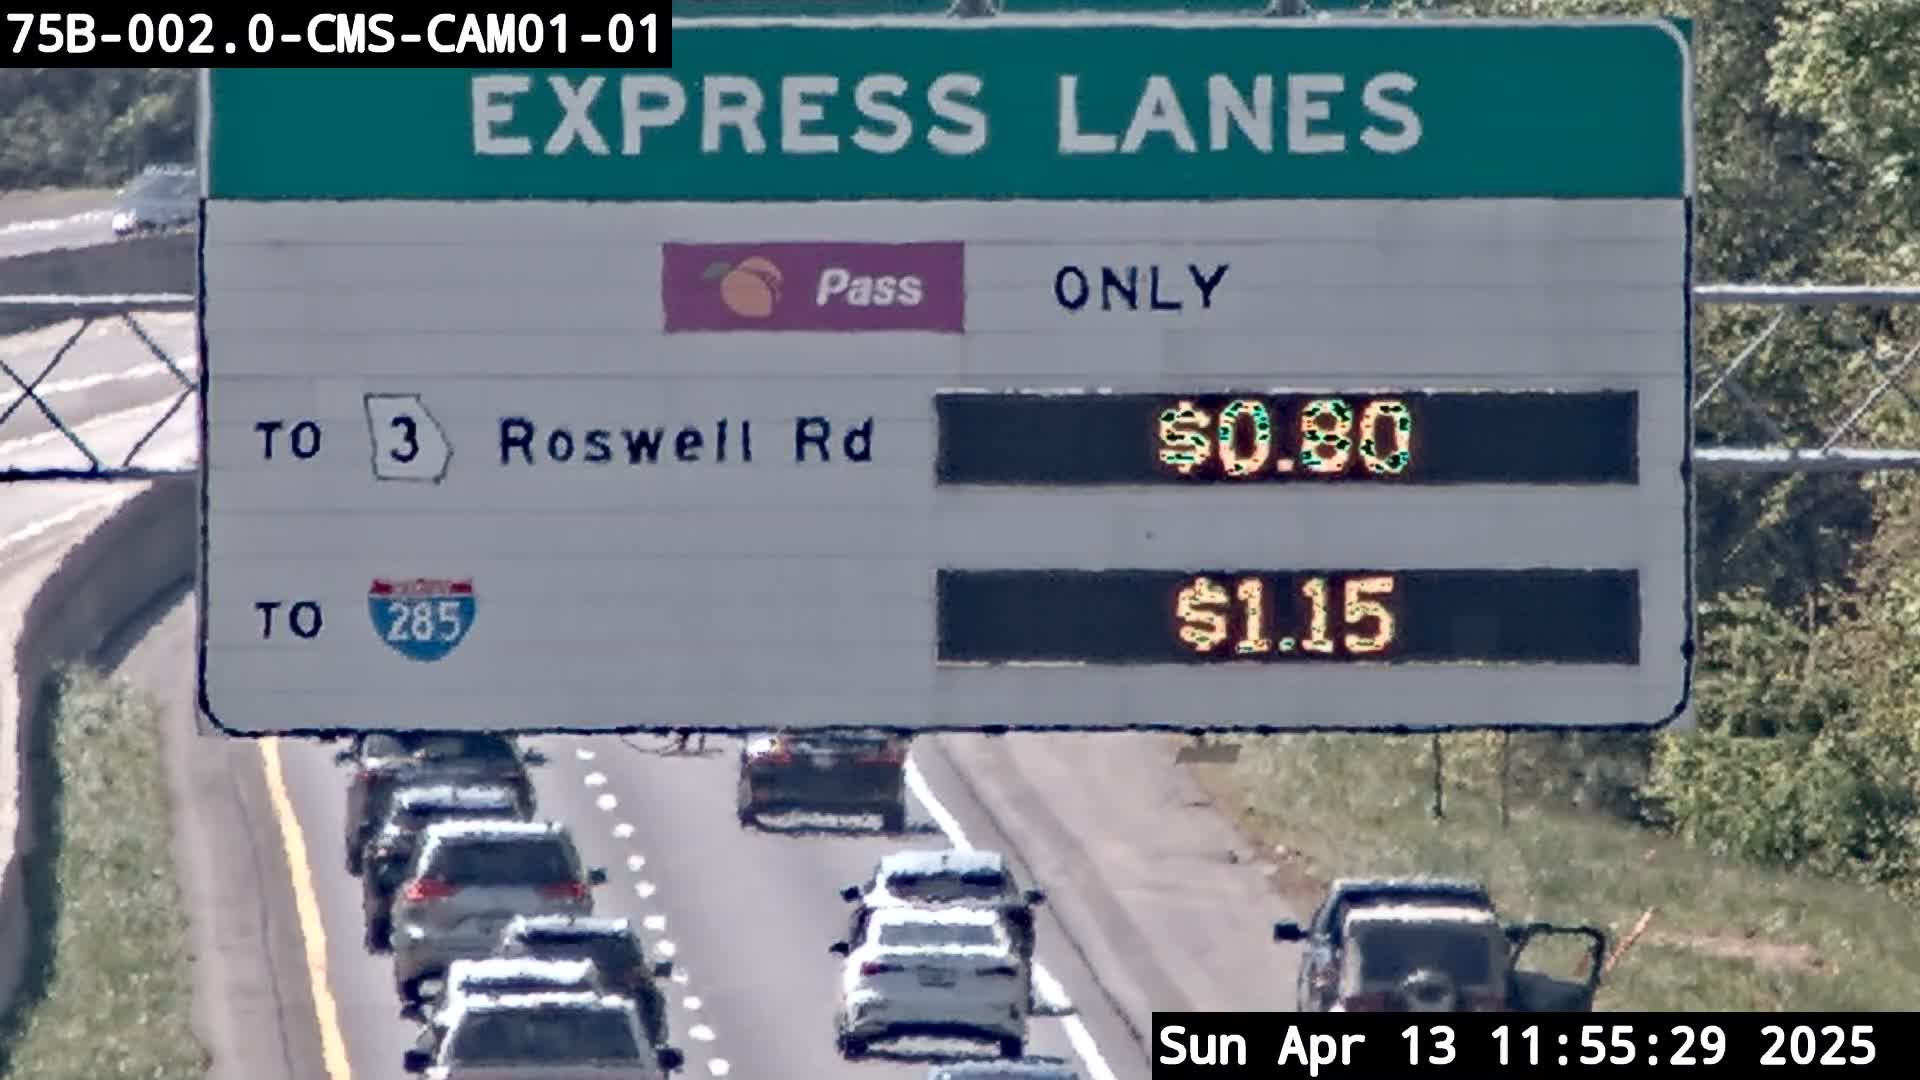 75B-002.0-CMS-CAM01-01
EXPRESS LANES
Pass ONLY
TO 3 Roswell Rd $0.80
TO 285 $1.15
Sun Apr 13 11:55:29 2025